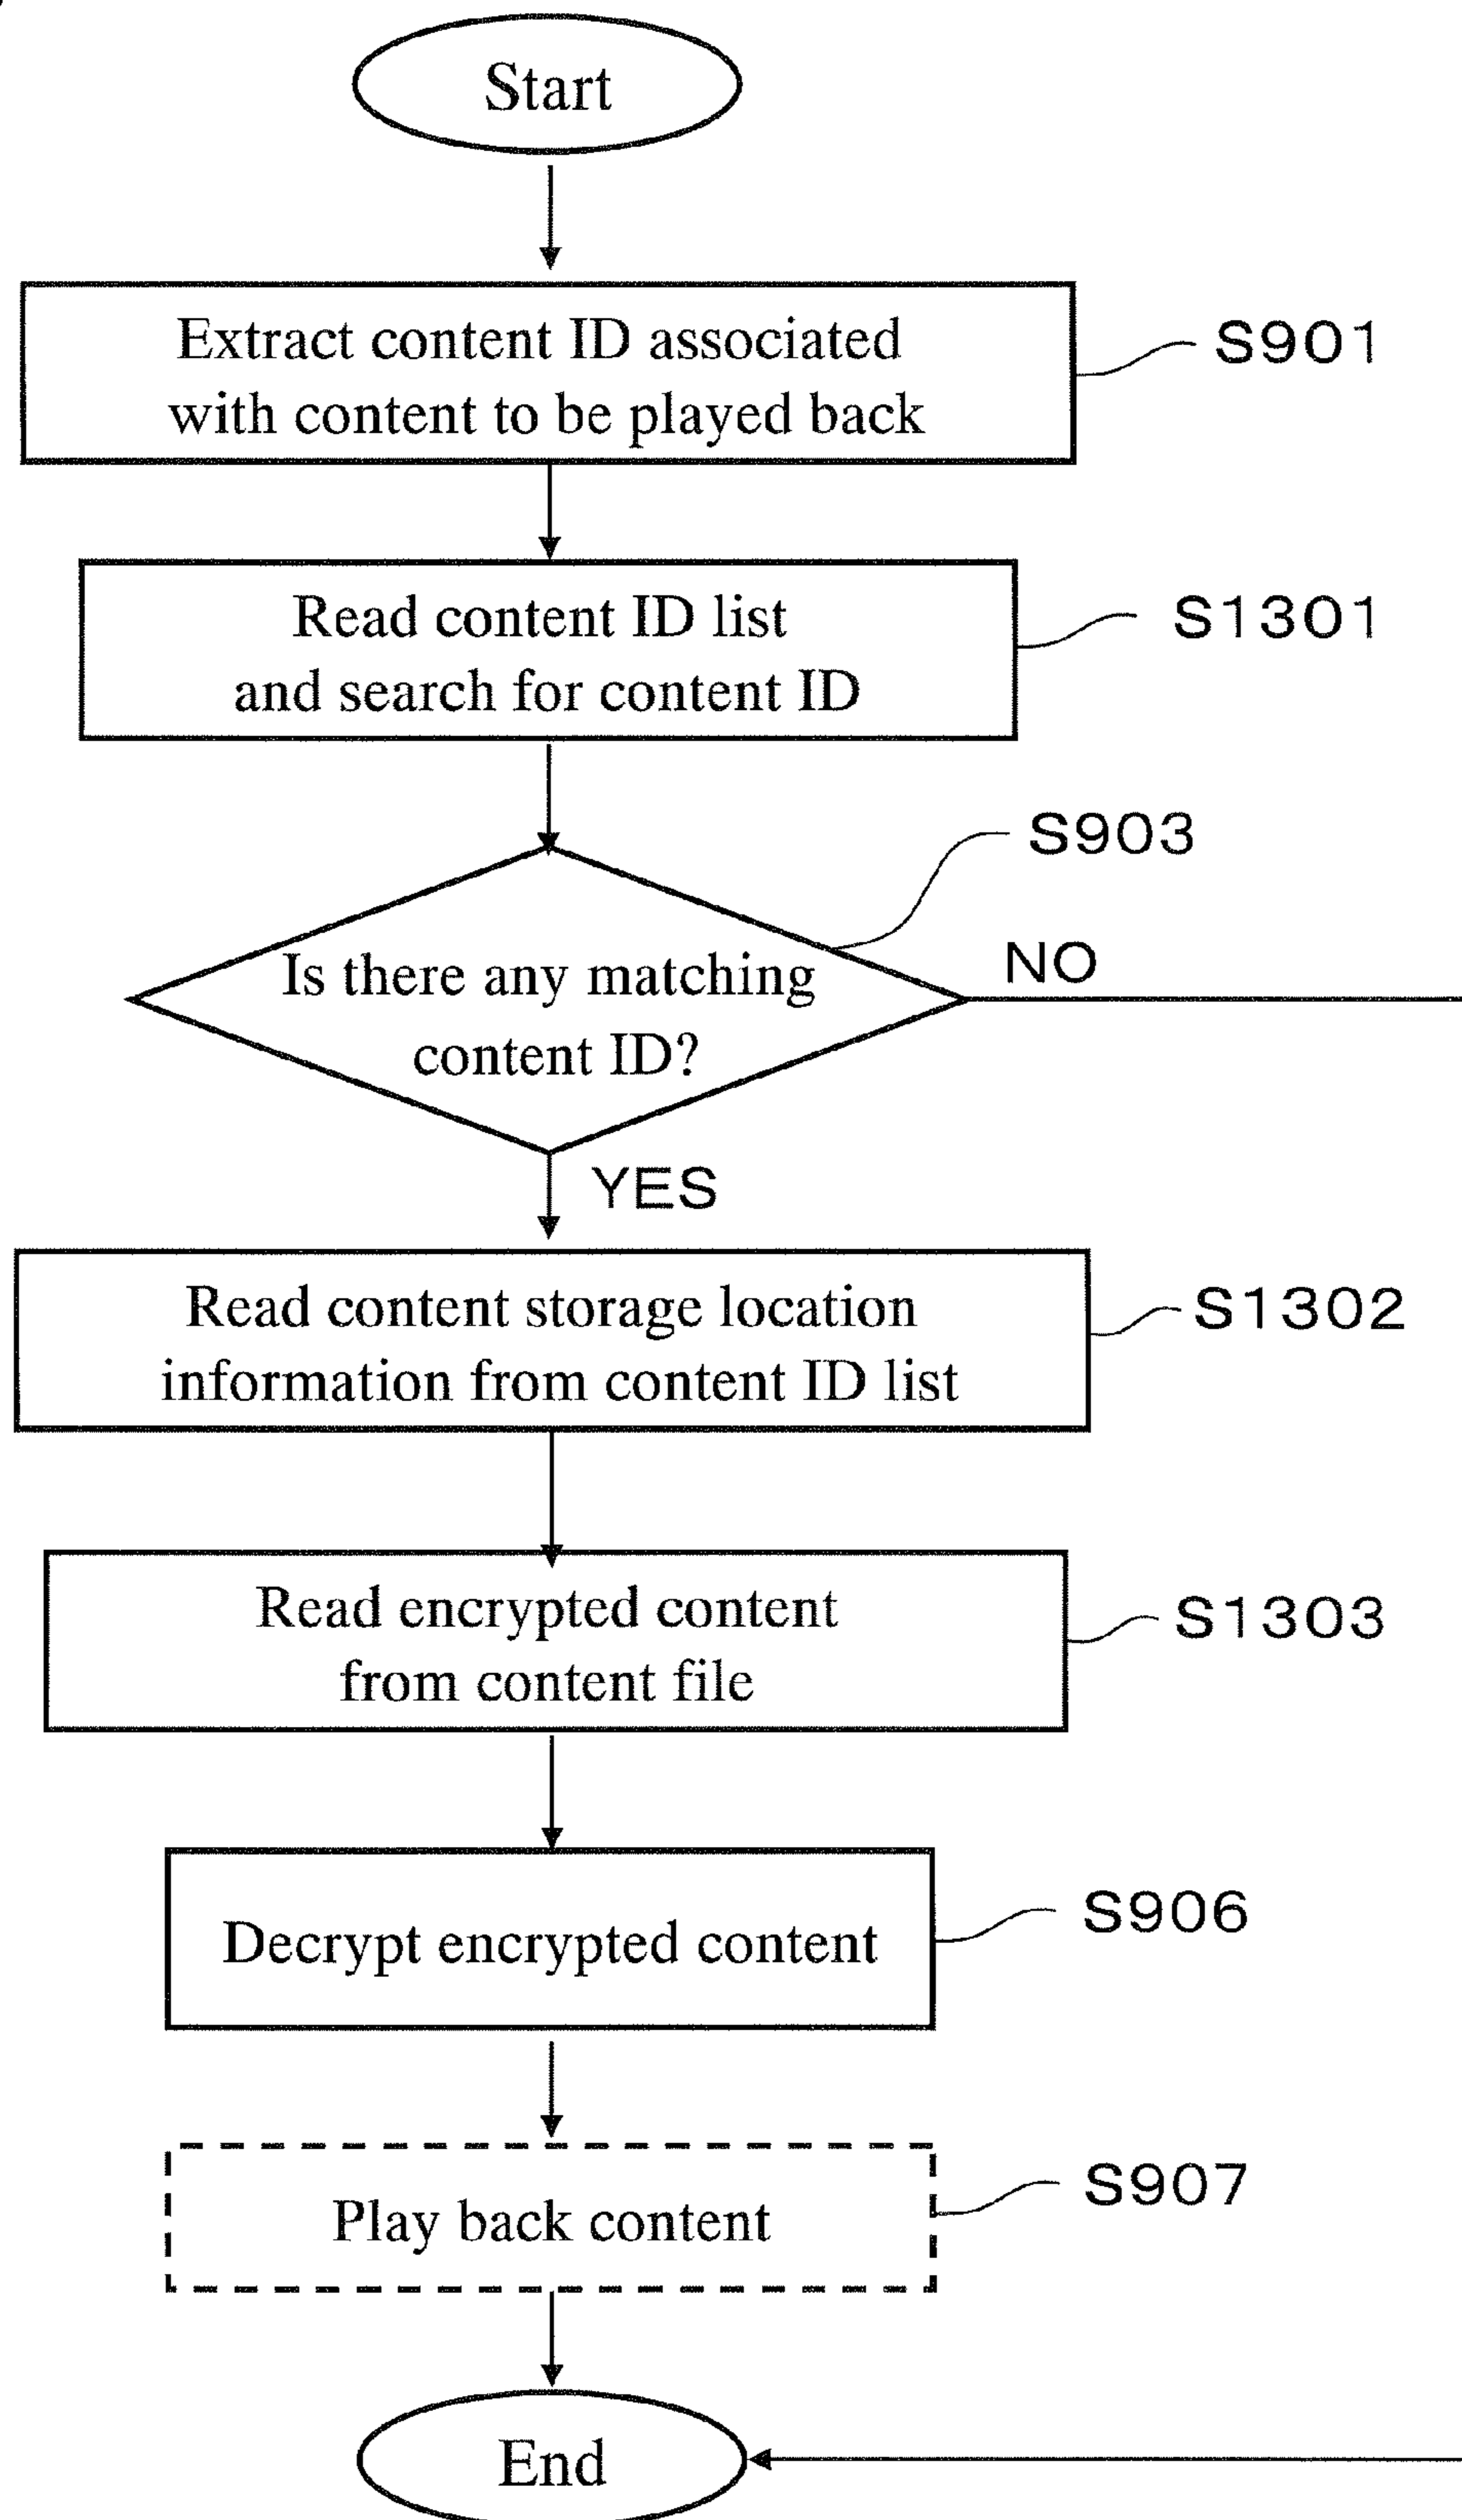 Start
Extract content ID associated
with content to be played back
S901
Read content ID list
and search for content ID
S1301
S903
Is there any matching
content ID?
NO
YES
Read content storage location
information from content ID list
S1302
Read encrypted content
from content file
S1303
Decrypt encrypted content
S906
Play back content
S907
End